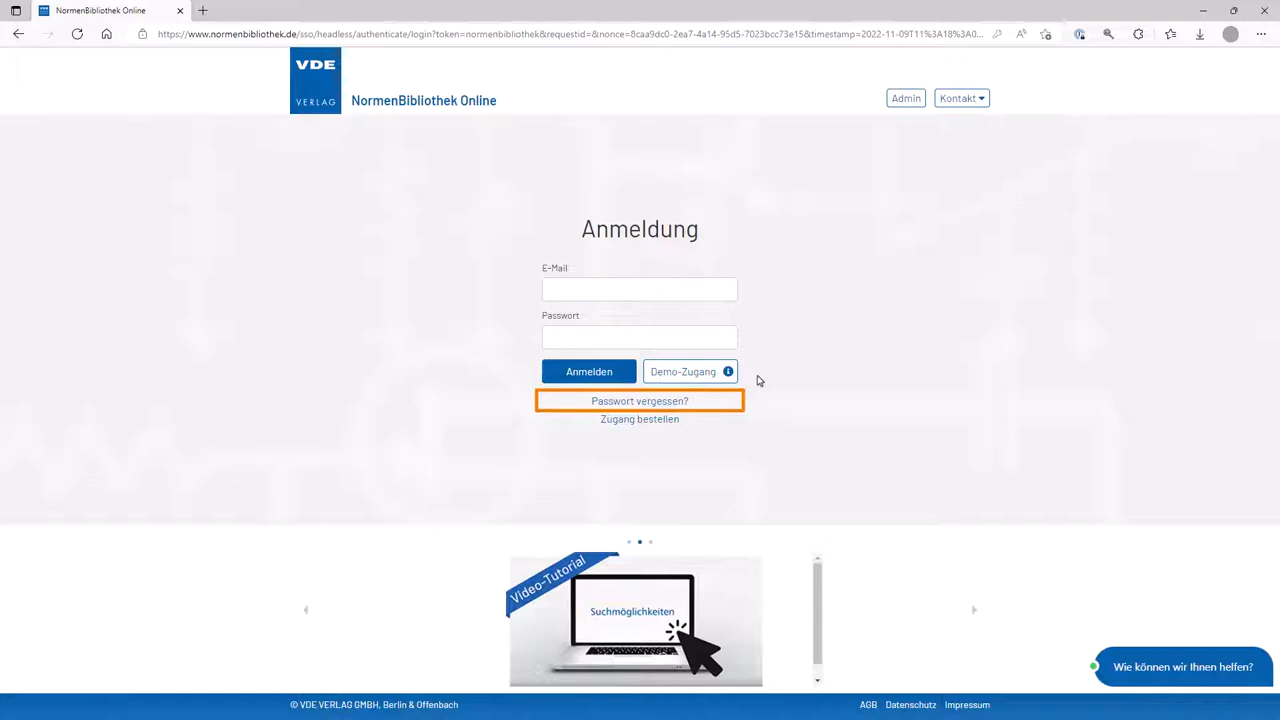 NormenBibliothek Online
https://www.normenbibliothek.de/sso/headless/authenticate/login?token=normenbibliothek&requestid=&nonce=8caa9dc0-2ea7-4a14-95d5-7023bcc73e15&timestamp=2022-11-09T11%3A18%3A0...
VDE
VERLAG
NormenBibliothek Online
Admin
Kontakt
Anmeldung
E-Mail
Passwort
Anmelden
Demo-Zugang
Passwort vergessen?
Zugang bestellen
Video-Tutorial
Suchmöglichkeiten
Wie können wir Ihnen helfen?
© VDE VERLAG GMBH, Berlin & Offenbach
AGB Datenschutz Impressum